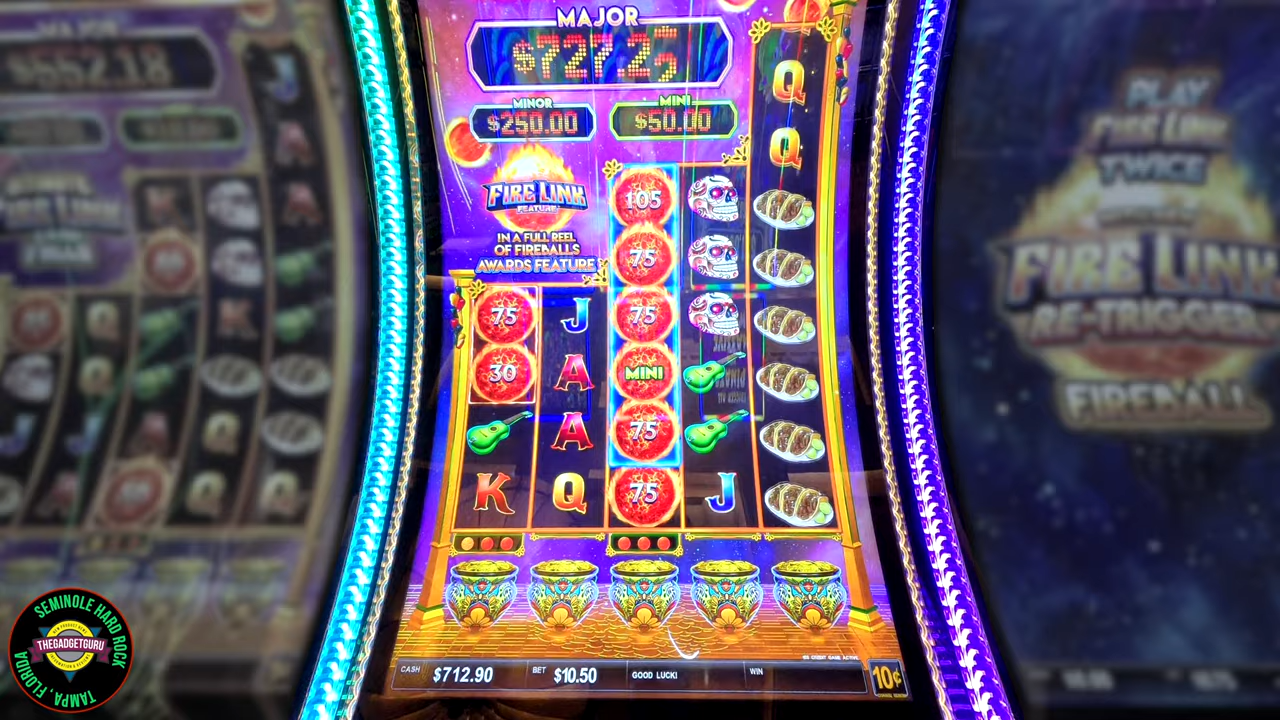 MAJOR
$727.2
MINOR
$250.00
MINI
$50.00
FIRE LINK
FEATURE
IN A FULL REEL
OF FIREBALLS
AWARDS FEATURE
Q
Q
105
75
75
75
J
30
A
MINI
A
75
K
Q
75
J
CASH $712.90
BET $10.50
GOOD LUCK!
WIN
10¢
PLAY
FIRE LINK
TWICE
FIRE LINK
RE-TRIGGER
FIREBALL
SEMINOLE HARD ROCK
THEGADGETGURU
TAMPA, FLORIDA